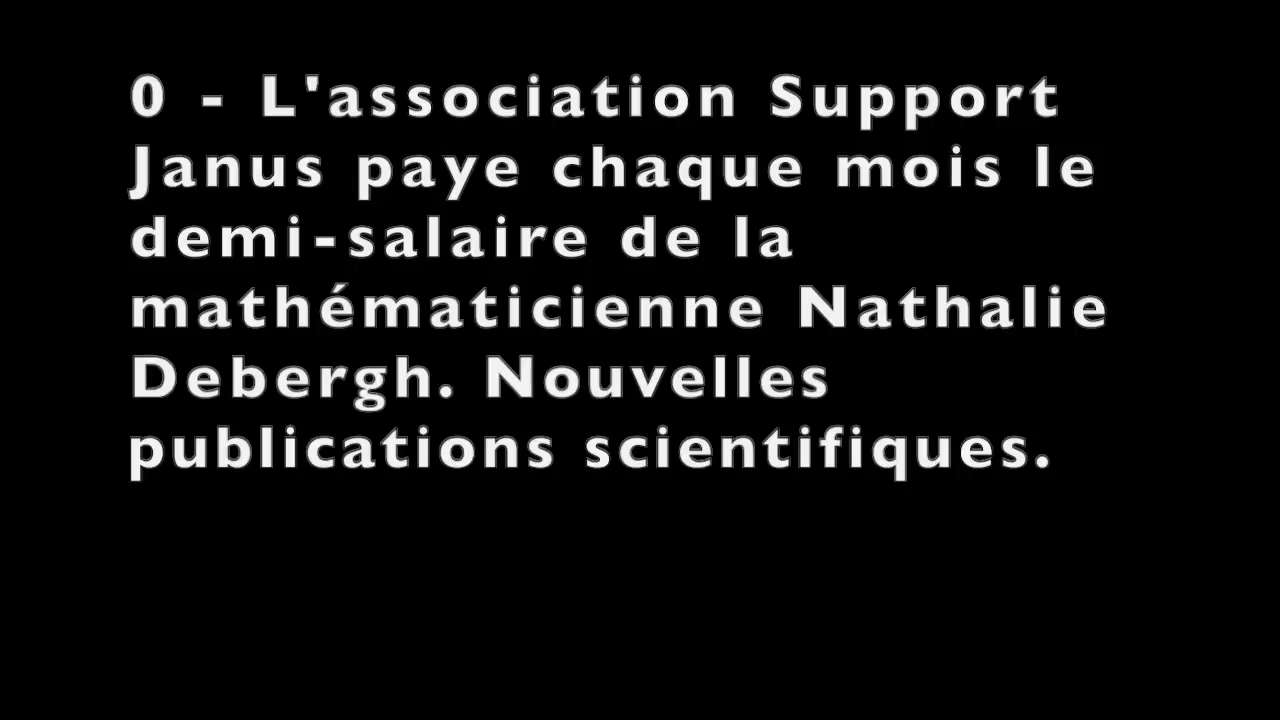 0 - L'association Support
Janus paye chaque mois le
demi-salaire de la
mathématicienne Nathalie
Debergh. Nouvelles
publications scientifiques.